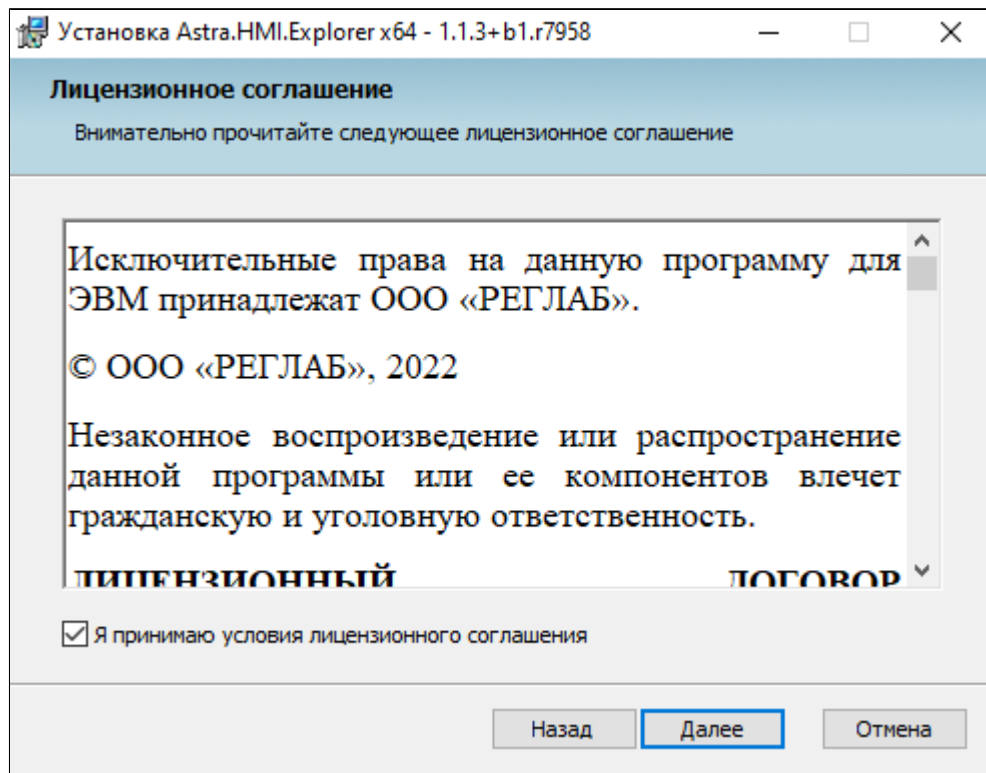 Установка Astra.HMI.Explorer x64 - 1.1.3+b1.r7958
Лицензионное соглашение
Внимательно прочитайте следующее лицензионное соглашение
Исключительные права на данную программу для
ЭВМ принадлежат ООО «РЕГЛАБ».
© ООО «РЕГЛАБ», 2022
Незаконное воспроизведение или распространение
данной программы или ее компонентов влечет
гражданскую и уголовную ответственность.
ЛИЦЕНЗИОННЫЙ ДОГОВОР
Я принимаю условия лицензионного соглашения
Назад Далее Отмена